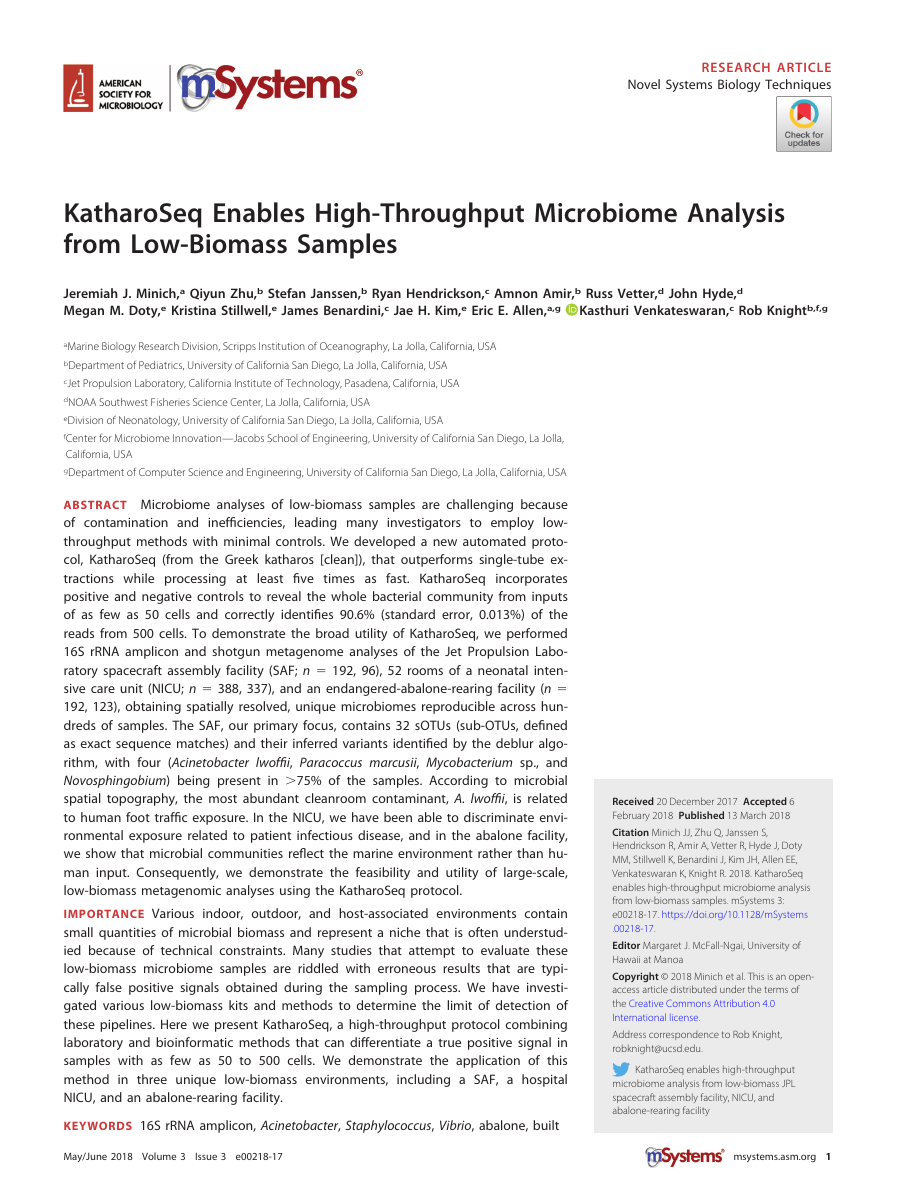 AMERICAN
SOCIETY FOR
MICROBIOLOGY
mSystems®
RESEARCH ARTICLE
Novel Systems Biology Techniques
Check for
updates
KatharoSeq Enables High-Throughput Microbiome Analysis
from Low-Biomass Samples
Jeremiah J. Minich,ᵃ Qiyun Zhu,ᵇ Stefan Janssen,ᵇ Ryan Hendrickson,ᶜ Amnon Amir,ᵇ Russ Vetter,ᵈ John Hyde,ᵈ
Megan M. Doty,ᵉ Kristina Stillwell,ᵉ James Benardini,ᶜ Jae H. Kim,ᵉ Eric E. Allen,ᵃ,ᵍ iD Kasthuri Venkateswaran,ᶜ Rob Knightᵇ,ᶠ,ᵍ
ᵃMarine Biology Research Division, Scripps Institution of Oceanography, La Jolla, California, USA
ᵇDepartment of Pediatrics, University of California San Diego, La Jolla, California, USA
ᶜJet Propulsion Laboratory, California Institute of Technology, Pasadena, California, USA
ᵈNOAA Southwest Fisheries Science Center, La Jolla, California, USA
ᵉDivision of Neonatology, University of California San Diego, La Jolla, California, USA
ᶠCenter for Microbiome Innovation—Jacobs School of Engineering, University of California San Diego, La Jolla,
California, USA
ᵍDepartment of Computer Science and Engineering, University of California San Diego, La Jolla, California, USA
ABSTRACT Microbiome analyses of low-biomass samples are challenging because
of contamination and inefficiencies, leading many investigators to employ low-
throughput methods with minimal controls. We developed a new automated proto-
col, KatharoSeq (from the Greek katharos [clean]), that outperforms single-tube ex-
tractions while processing at least five times as fast. KatharoSeq incorporates
positive and negative controls to reveal the whole bacterial community from inputs
of as few as 50 cells and correctly identifies 90.6% (standard error, 0.013%) of the
reads from 500 cells. To demonstrate the broad utility of KatharoSeq, we performed
16S rRNA amplicon and shotgun metagenome analyses of the Jet Propulsion Labo-
ratory spacecraft assembly facility (SAF; n = 192, 96), 52 rooms of a neonatal inten-
sive care unit (NICU; n = 388, 337), and an endangered-abalone-rearing facility (n =
192, 123), obtaining spatially resolved, unique microbiomes reproducible across hun-
dreds of samples. The SAF, our primary focus, contains 32 sOTUs (sub-OTUs, defined
as exact sequence matches) and their inferred variants identified by the deblur algo-
rithm, with four (Acinetobacter lwoffii, Paracoccus marcusii, Mycobacterium sp., and
Novosphingobium) being present in >75% of the samples. According to microbial
spatial topography, the most abundant cleanroom contaminant, A. lwoffii, is related
to human foot traffic exposure. In the NICU, we have been able to discriminate envi-
ronmental exposure related to patient infectious disease, and in the abalone facility,
we show that microbial communities reflect the marine environment rather than hu-
man input. Consequently, we demonstrate the feasibility and utility of large-scale,
low-biomass metagenomic analyses using the KatharoSeq protocol.
IMPORTANCE Various indoor, outdoor, and host-associated environments contain
small quantities of microbial biomass and represent a niche that is often understud-
ied because of technical constraints. Many studies that attempt to evaluate these
low-biomass microbiome samples are riddled with erroneous results that are typi-
cally false positive signals obtained during the sampling process. We have investi-
gated various low-biomass kits and methods to determine the limit of detection of
these pipelines. Here we present KatharoSeq, a high-throughput protocol combining
laboratory and bioinformatic methods that can differentiate a true positive signal in
samples with as few as 50 to 500 cells. We demonstrate the application of this
method in three unique low-biomass environments, including a SAF, a hospital
NICU, and an abalone-rearing facility.
KEYWORDS 16S rRNA amplicon, Acinetobacter, Staphylococcus, Vibrio, abalone, built
Received 20 December 2017 Accepted 6
February 2018 Published 13 March 2018
Citation Minich JJ, Zhu Q, Janssen S,
Hendrickson R, Amir A, Vetter R, Hyde J, Doty
MM, Stillwell K, Benardini J, Kim JH, Allen EE,
Venkateswaran K, Knight R. 2018. KatharoSeq
enables high-throughput microbiome analysis
from low-biomass samples. mSystems 3:
e00218-17. https://doi.org/10.1128/mSystems
.00218-17.
Editor Margaret J. McFall-Ngai, University of
Hawaii at Manoa
Copyright © 2018 Minich et al. This is an open-
access article distributed under the terms of
the Creative Commons Attribution 4.0
International license.
Address correspondence to Rob Knight,
robknight@ucsd.edu.
KatharoSeq enables high-throughput
microbiome analysis from low-biomass JPL
spacecraft assembly facility, NICU, and
abalone-rearing facility
May/June 2018 Volume 3 Issue 3 e00218-17
mSystems® msystems.asm.org 1